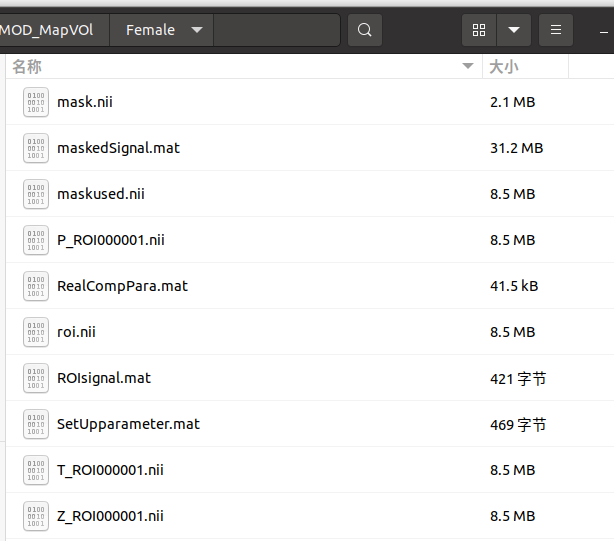 MOD_MapVOl Female
名称 大小
mask.nii 2.1 MB
maskedSignal.mat 31.2 MB
maskused.nii 8.5 MB
P_ROI000001.nii 8.5 MB
RealCompPara.mat 41.5 kB
roi.nii 8.5 MB
ROIsignal.mat 421 字节
SetUpparameter.mat 469 字节
T_ROI000001.nii 8.5 MB
Z_ROI000001.nii 8.5 MB